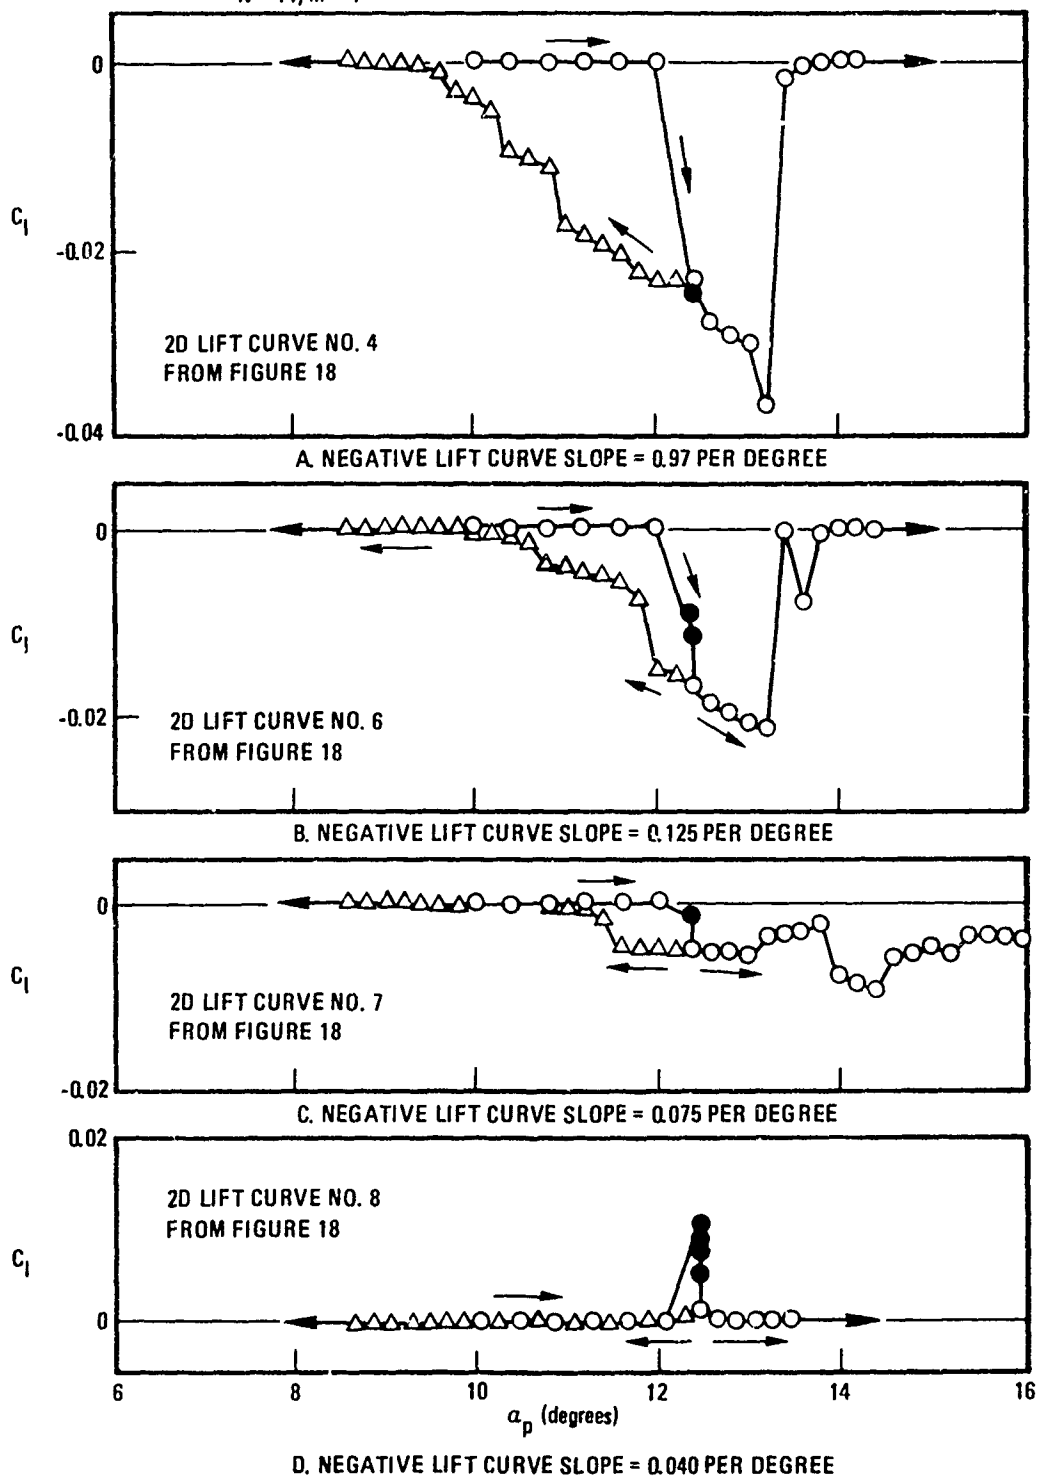 0
-0.02
-0.04
C_l
2D LIFT CURVE NO. 4
FROM FIGURE 18
A. NEGATIVE LIFT CURVE SLOPE = 0.97 PER DEGREE
0
-0.02
C_l
2D LIFT CURVE NO. 6
FROM FIGURE 18
B. NEGATIVE LIFT CURVE SLOPE = 0.125 PER DEGREE
0
-0.02
C_l
2D LIFT CURVE NO. 7
FROM FIGURE 18
C. NEGATIVE LIFT CURVE SLOPE = 0.075 PER DEGREE
0.02
0
C_l
2D LIFT CURVE NO. 8
FROM FIGURE 18
6 8 10 12 14 16
α_p (degrees)
D. NEGATIVE LIFT CURVE SLOPE = 0.040 PER DEGREE